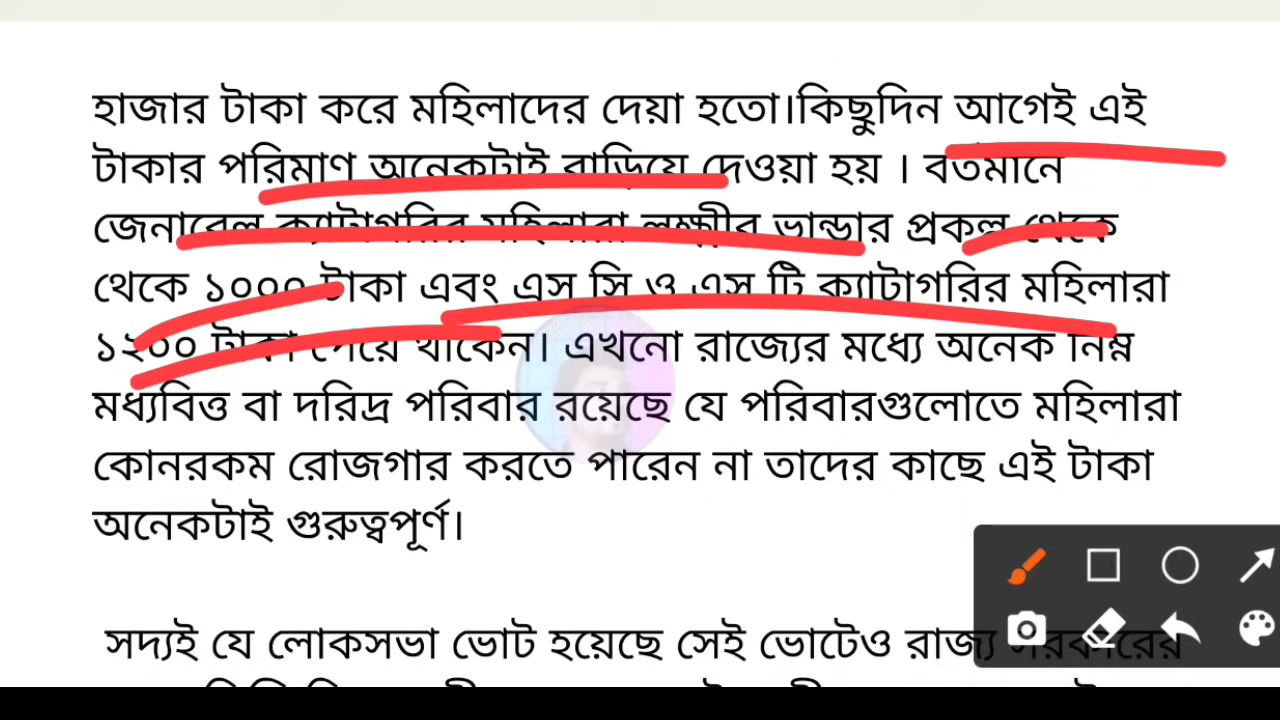 হাজার টাকা করে মহিলাদের দেয়া হতো।কিছুদিন আগেই এই
টাকার পরিমাণ অনেকটাই বাড়িয়ে দেওয়া হয় । বর্তমানে
জেনারেল ক্যাটাগরির মহিলারা লক্ষ্মীর ভান্ডার প্রকল্প থেকে
থেকে ১০০০ টাকা এবং এস সি ও এস টি ক্যাটাগরির মহিলারা
১২০০ টাকা পেয়ে থাকেন। এখনো রাজ্যের মধ্যে অনেক নিম্ন
মধ্যবিত্ত বা দরিদ্র পরিবার রয়েছে যে পরিবারগুলোতে মহিলারা
কোনরকম রোজগার করতে পারেন না তাদের কাছে এই টাকা
অনেকটাই গুরুত্বপূর্ণ।
সদ্যই যে লোকসভা ভোট হয়েছে সেই ভোটেও রাজ্য সরকারের